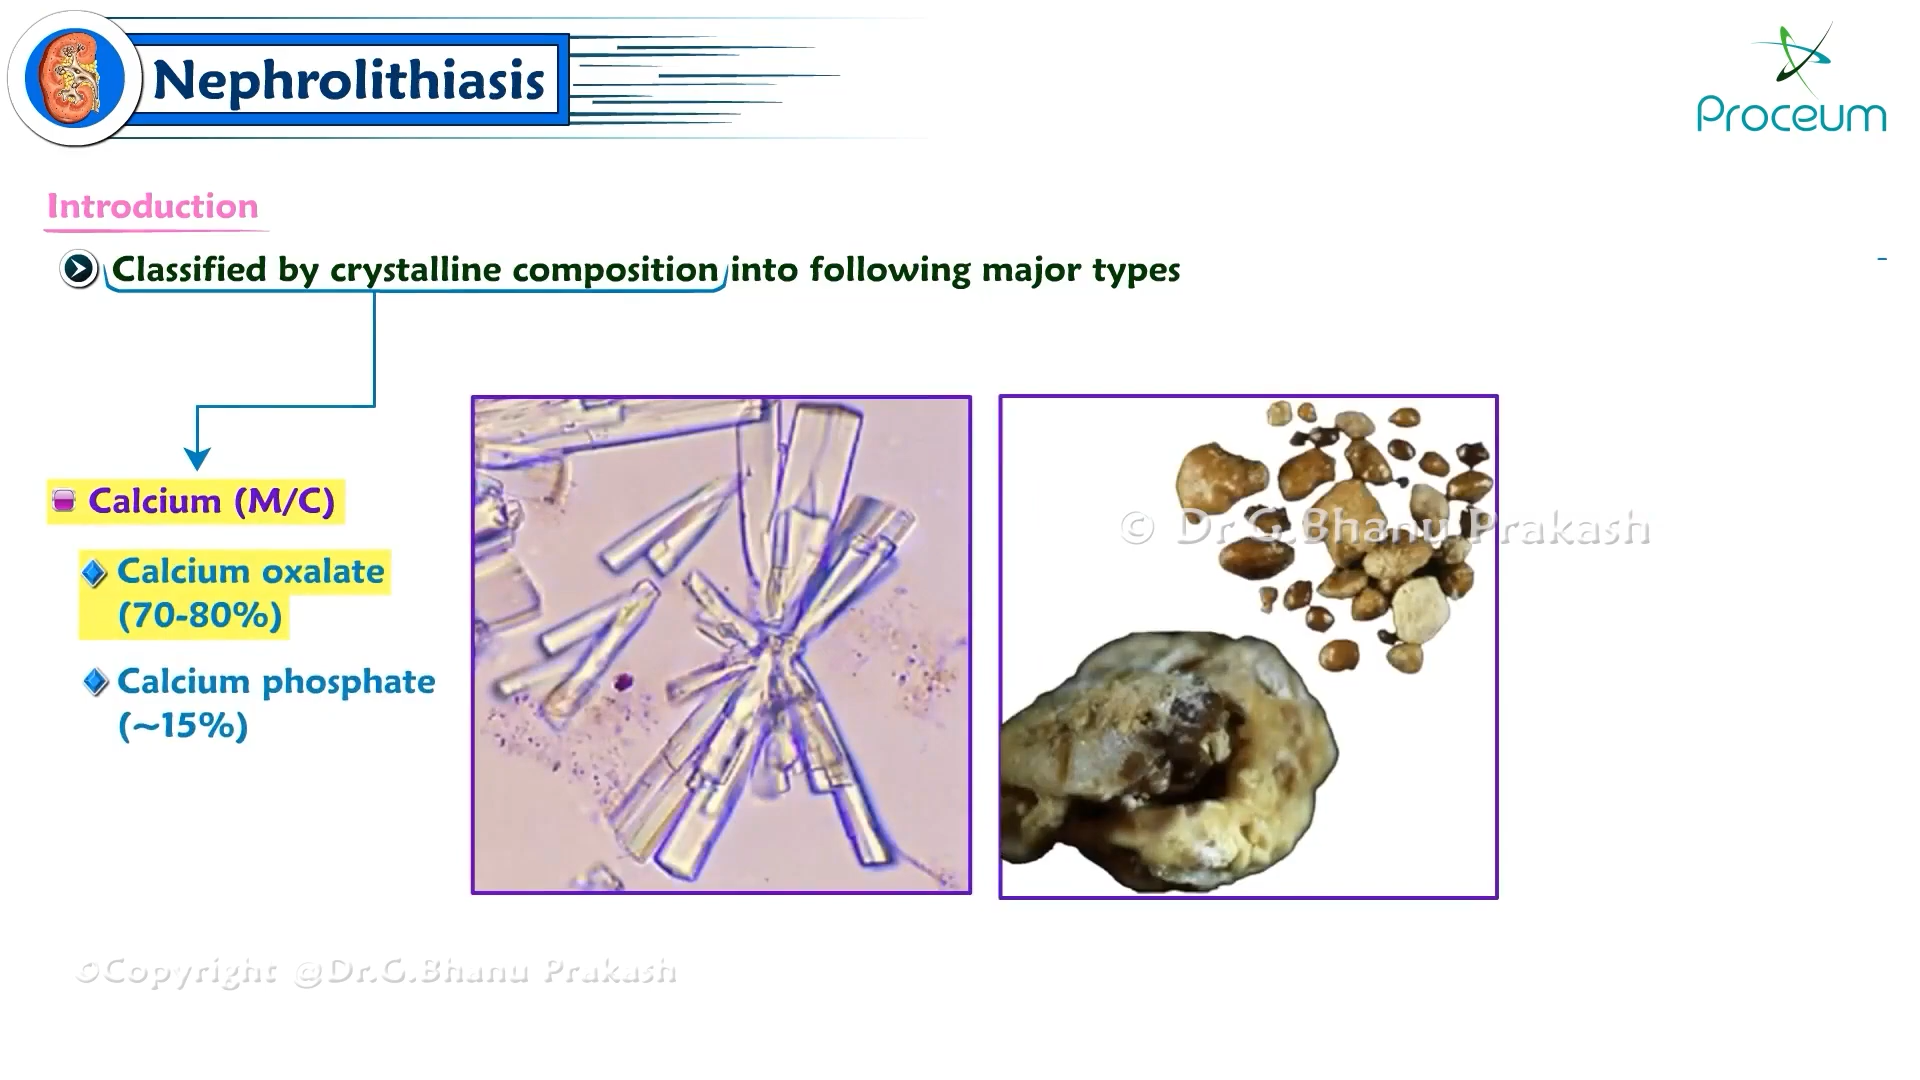 Nephrolithiasis
Proceum
Introduction
Classified by crystalline composition into following major types
Calcium (M/C)
Calcium oxalate
(70-80%)
Calcium phosphate
(~15%)
© Dr.G.Bhanu Prakash
©Copyright @Dr.G.Bhanu Prakash